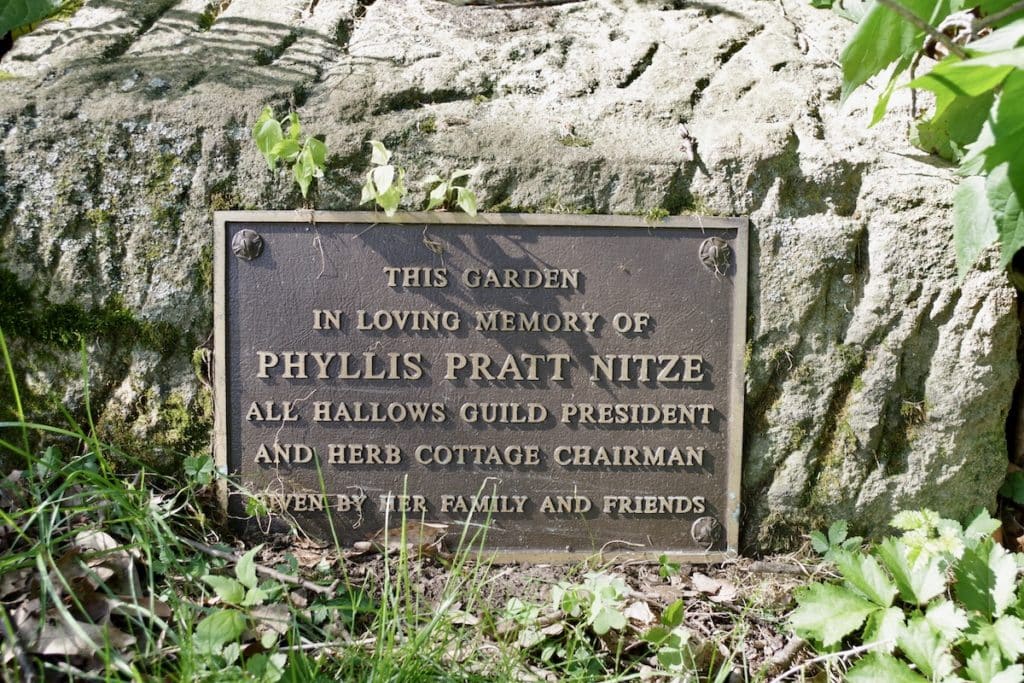 THIS GARDEN
IN LOVING MEMORY OF
PHYLLIS PRATT NITZE
ALL HALLOWS GUILD PRESIDENT
AND HERB COTTAGE CHAIRMAN
GIVEN BY HER FAMILY AND FRIENDS